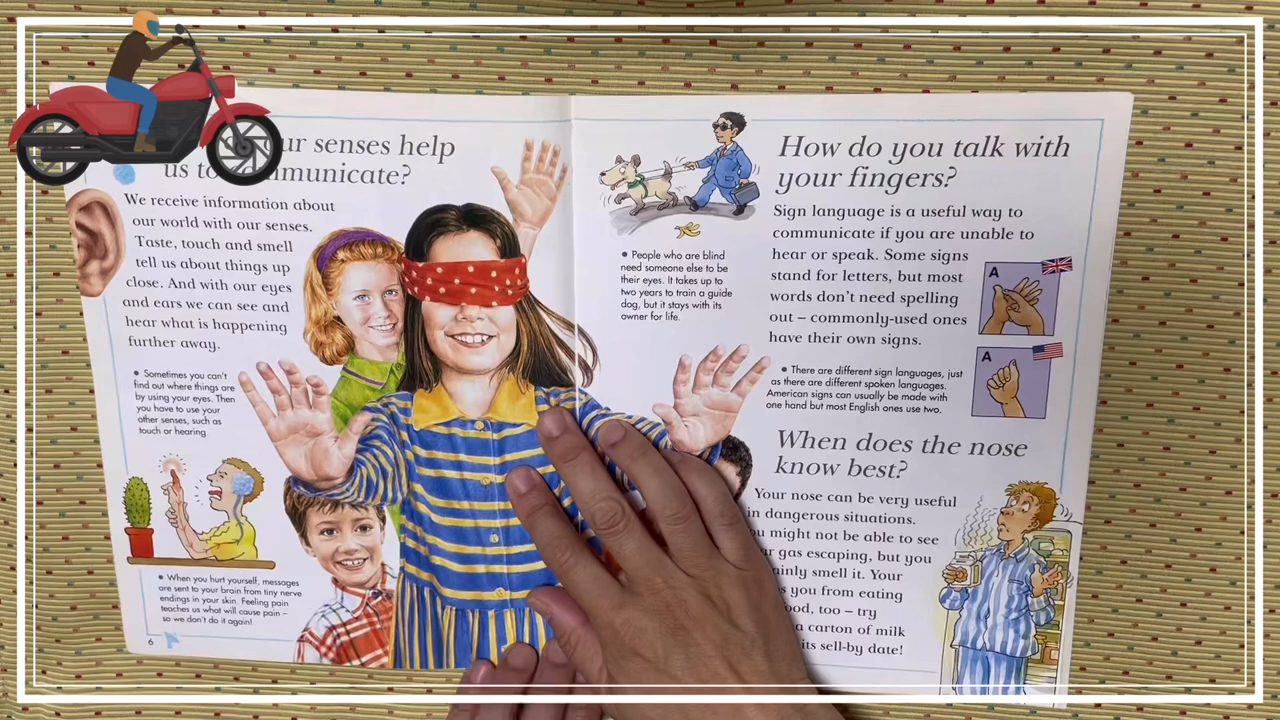 ur senses help
us to mmunicate?
We receive information about
our world with our senses.
Taste, touch and smell
tell us about things up
close. And with our eyes
and ears we can see and
hear what is happening
further away.
• Sometimes you can't
find out where things are
by using your eyes. Then
you have to use your
other senses, such as
touch or hearing
• When you hurt yourself, messages
are sent to your brain from tiny nerve
endings in your skin. Feeling pain
teaches us what will cause pain –
so we don't do it again!
6
• People who are blind
need someone else to be
their eyes. It takes up to
two years to train a guide
dog, but it stays with its
owner for life.
How do you talk with
your fingers?
Sign language is a useful way to
communicate if you are unable to
hear or speak. Some signs
stand for letters, but most
words don't need spelling
out – commonly-used ones
have their own signs.
A
A
• There are different sign languages, just
as there are different spoken languages.
American signs can usually be made with
one hand but most English ones use two.
When does the nose
know best?
Your nose can be very useful
in dangerous situations.
u might not be able to see
gas escaping, but you
ainly smell it. Your
s you from eating
ood, too – try
a carton of milk
its sell-by date!